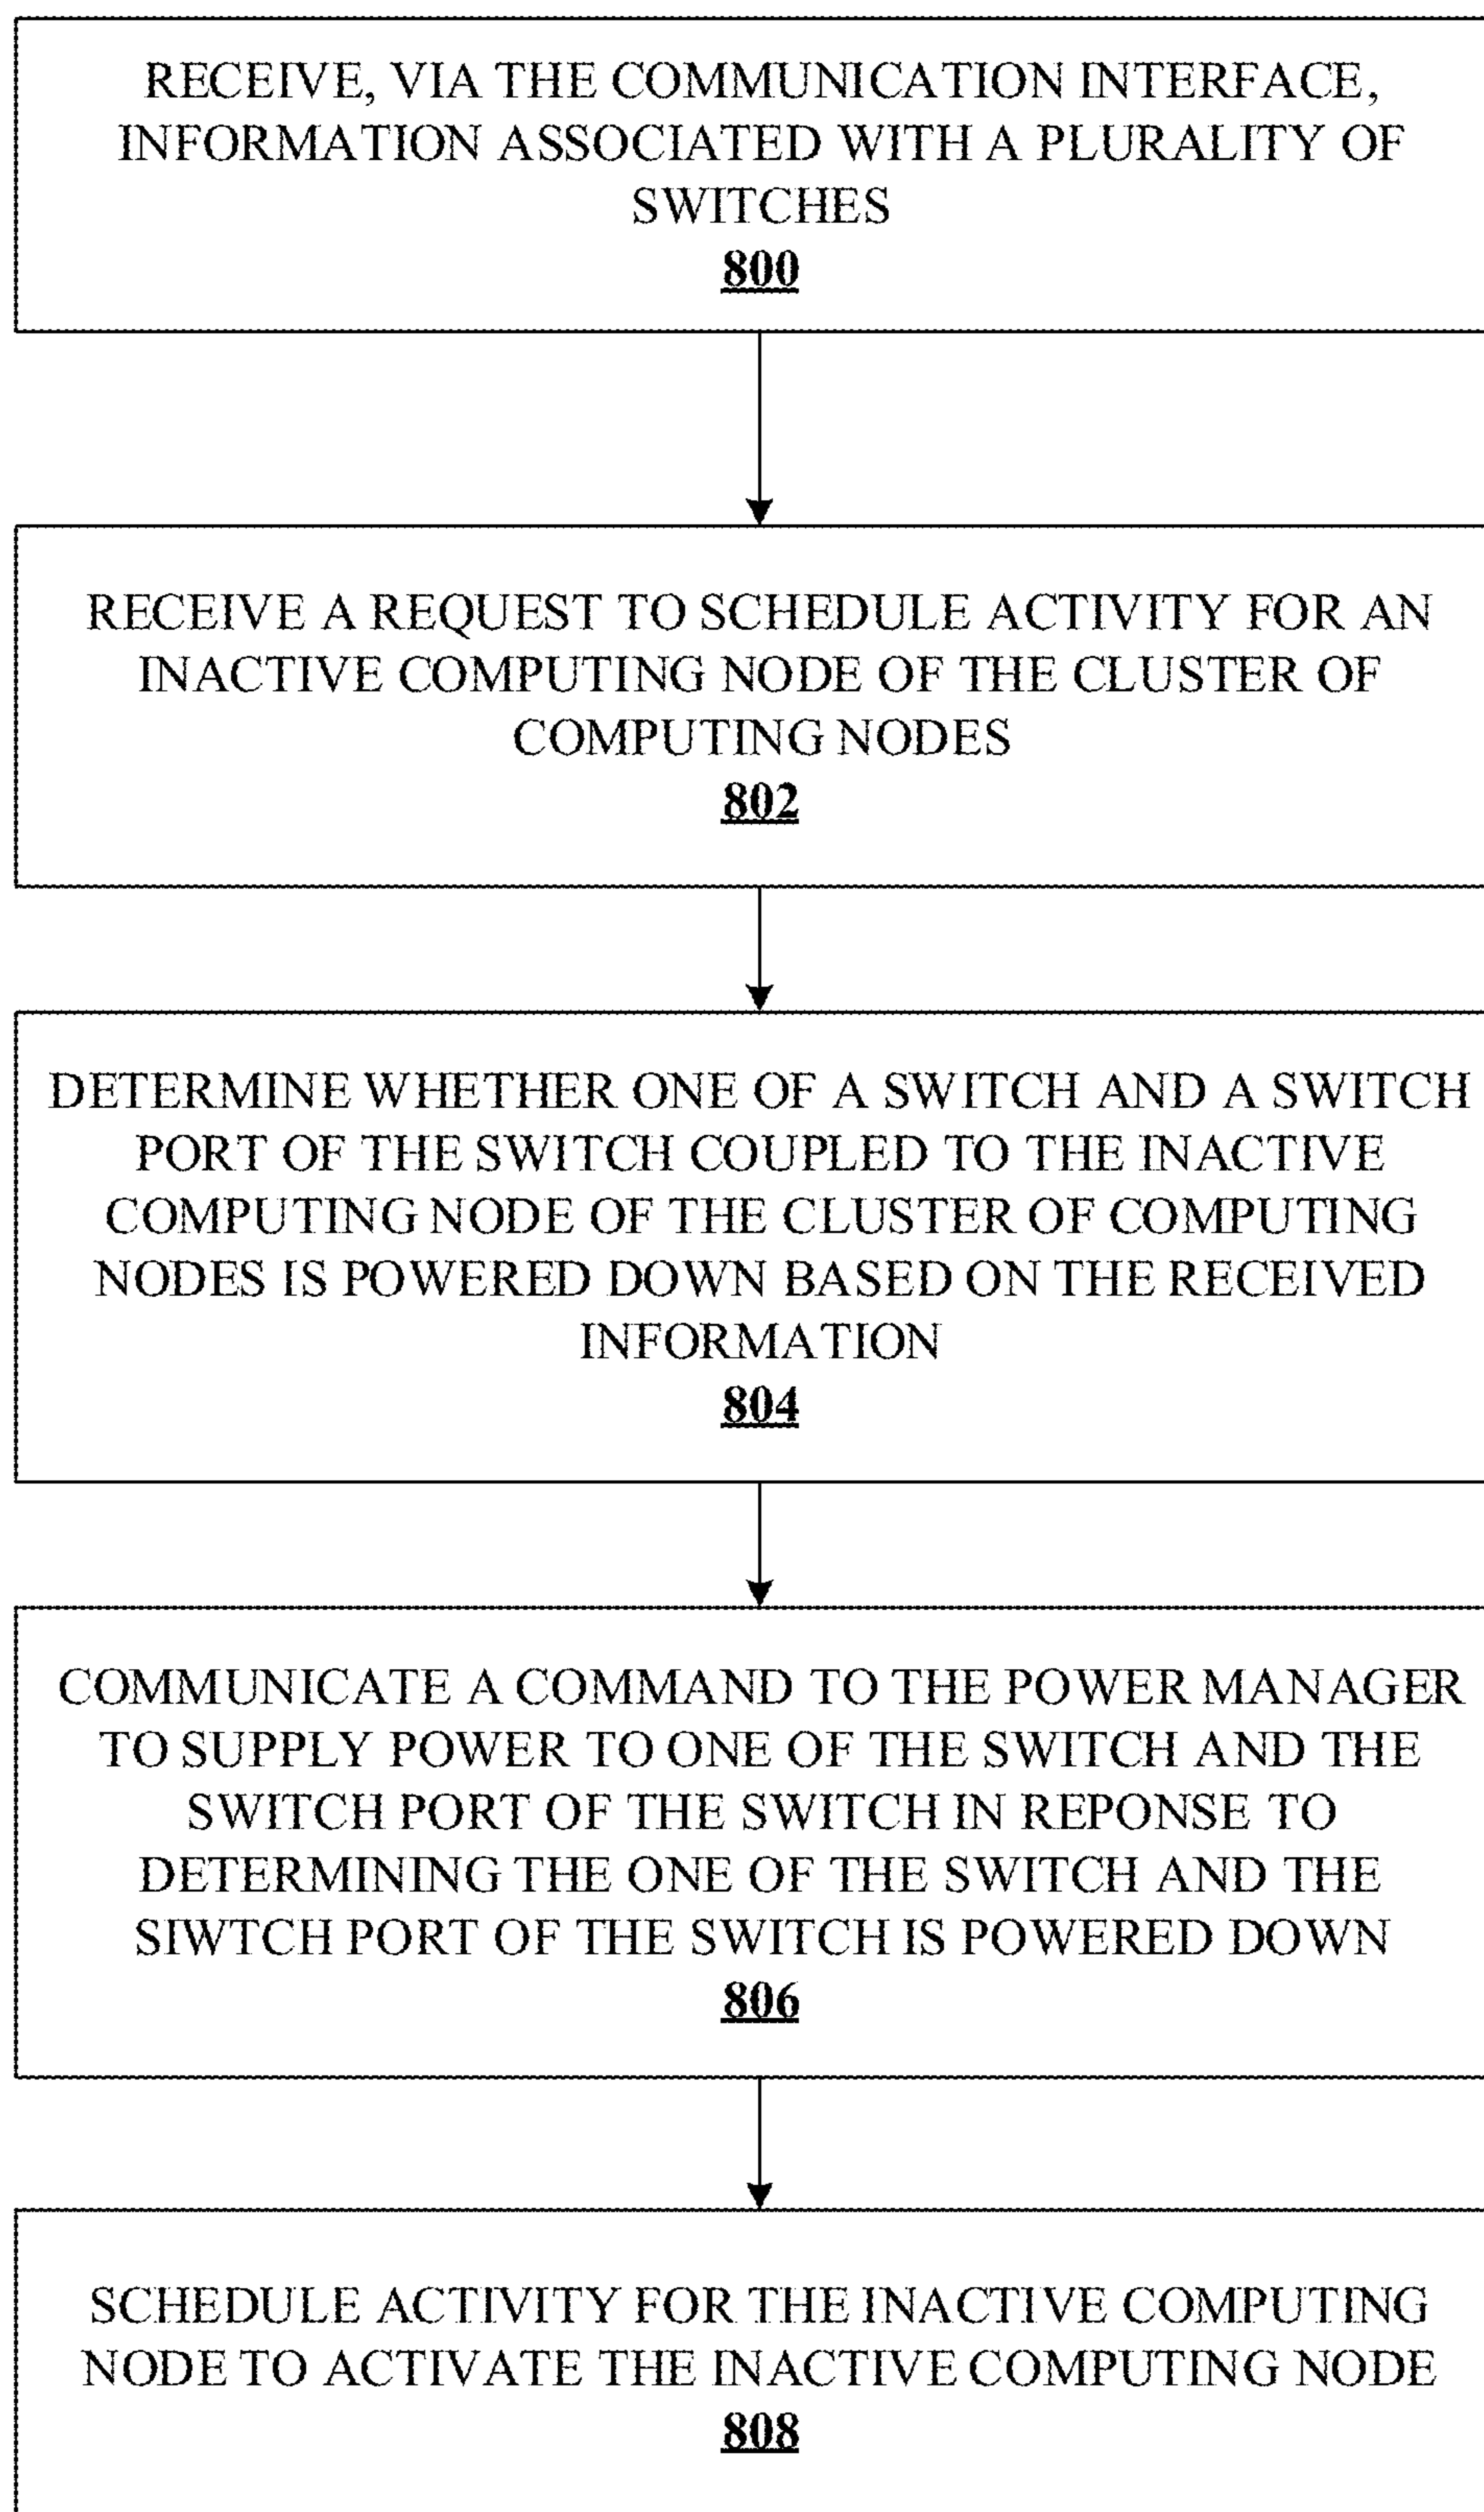 RECEIVE, VIA THE COMMUNICATION INTERFACE,
INFORMATION ASSOCIATED WITH A PLURALITY OF
SWITCHES
800
RECEIVE A REQUEST TO SCHEDULE ACTIVITY FOR AN
INACTIVE COMPUTING NODE OF THE CLUSTER OF
COMPUTING NODES
802
DETERMINE WHETHER ONE OF A SWITCH AND A SWITCH
PORT OF THE SWITCH COUPLED TO THE INACTIVE
COMPUTING NODE OF THE CLUSTER OF COMPUTING
NODES IS POWERED DOWN BASED ON THE RECEIVED
INFORMATION
804
COMMUNICATE A COMMAND TO THE POWER MANAGER
TO SUPPLY POWER TO ONE OF THE SWITCH AND THE
SWITCH PORT OF THE SWITCH IN REPONSE TO
DETERMINING THE ONE OF THE SWITCH AND THE
SIWTCH PORT OF THE SWITCH IS POWERED DOWN
806
SCHEDULE ACTIVITY FOR THE INACTIVE COMPUTING
NODE TO ACTIVATE THE INACTIVE COMPUTING NODE
808